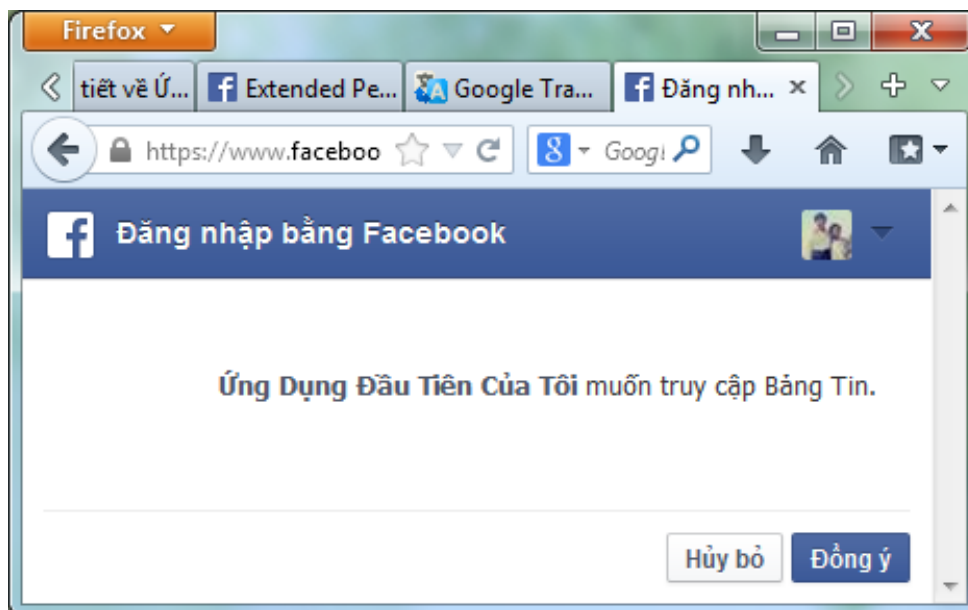 Firefox
tiết về Ứ... Extended Pe... Google Tra... Đăng nh...
https://www.faceboo Googl
Đăng nhập bằng Facebook
Ứng Dụng Đầu Tiên Của Tôi muốn truy cập Bảng Tin.
Hủy bỏ Đồng ý